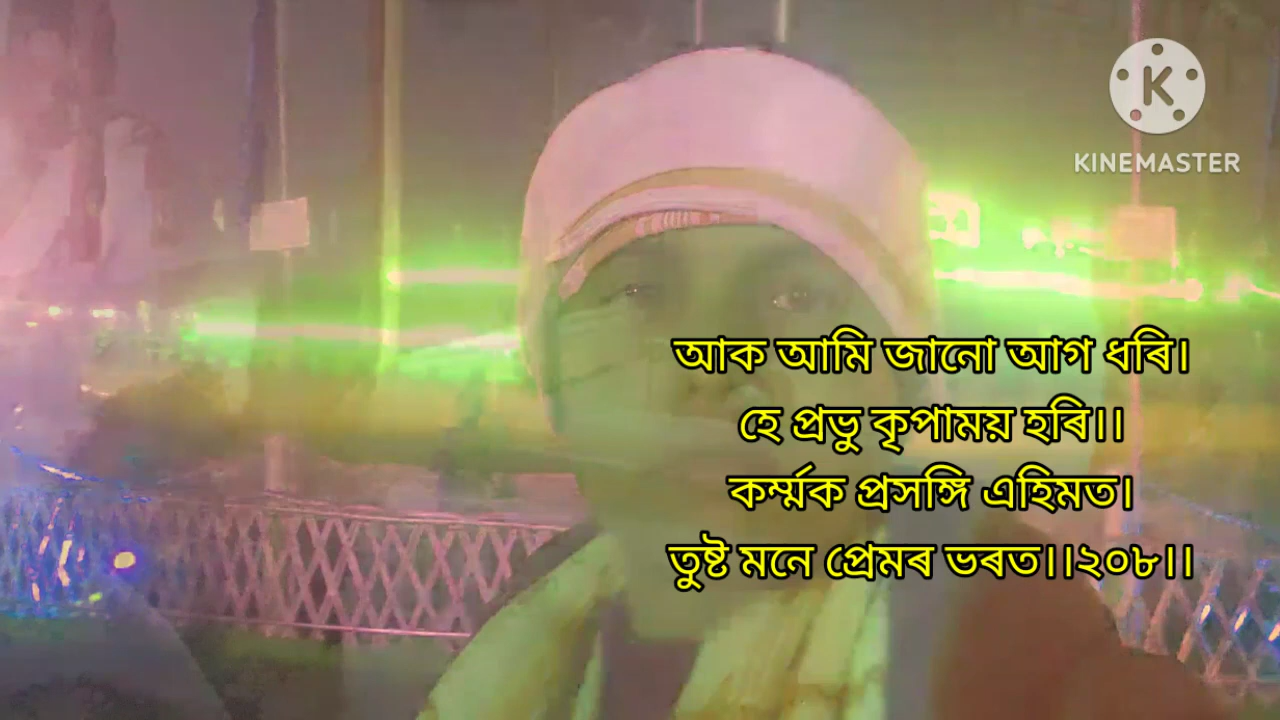 KINEMASTER
আক আমি জানো আগ ধৰি।
হে প্ৰভু কৃপাময় হৰি।।
কৰ্ম্মক প্ৰসঙ্গি এহিমত।
তুষ্ট মনে প্ৰেমৰ ভৰত।।২০৮।।